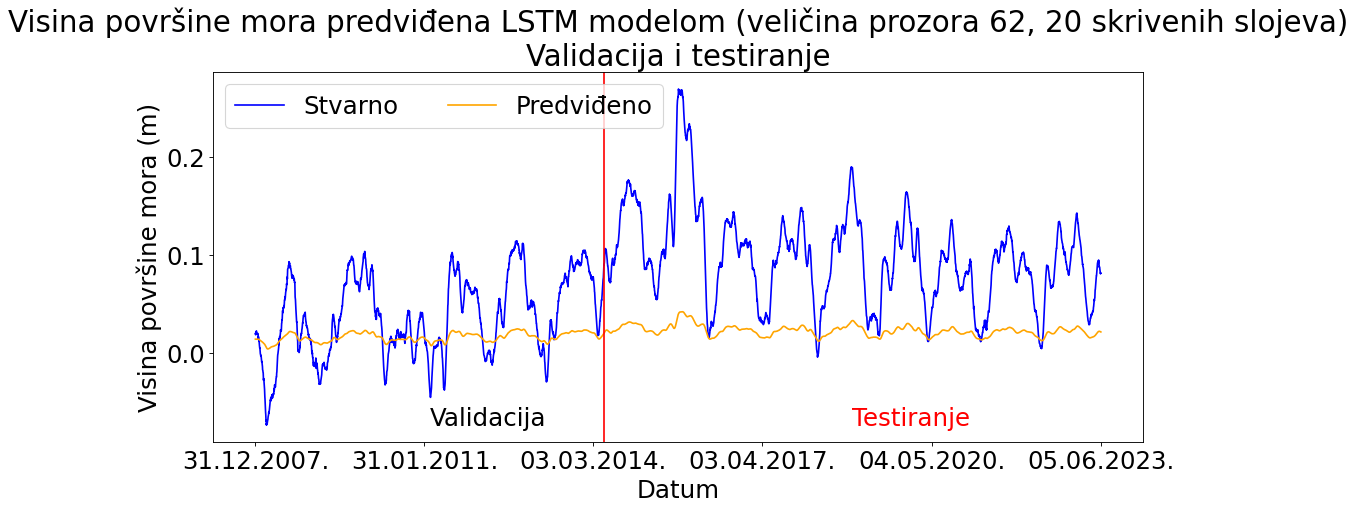 Visina površine mora predviđena LSTM modelom (veličina prozora 62, 20 skrivenih slojeva)
Validacija i testiranje
Stvarno Predviđeno
Visina površine mora (m)
0.2
0.1
0.0
Validacija Testiranje
31.12.2007. 31.01.2011. 03.03.2014. 03.04.2017. 04.05.2020. 05.06.2023.
Datum